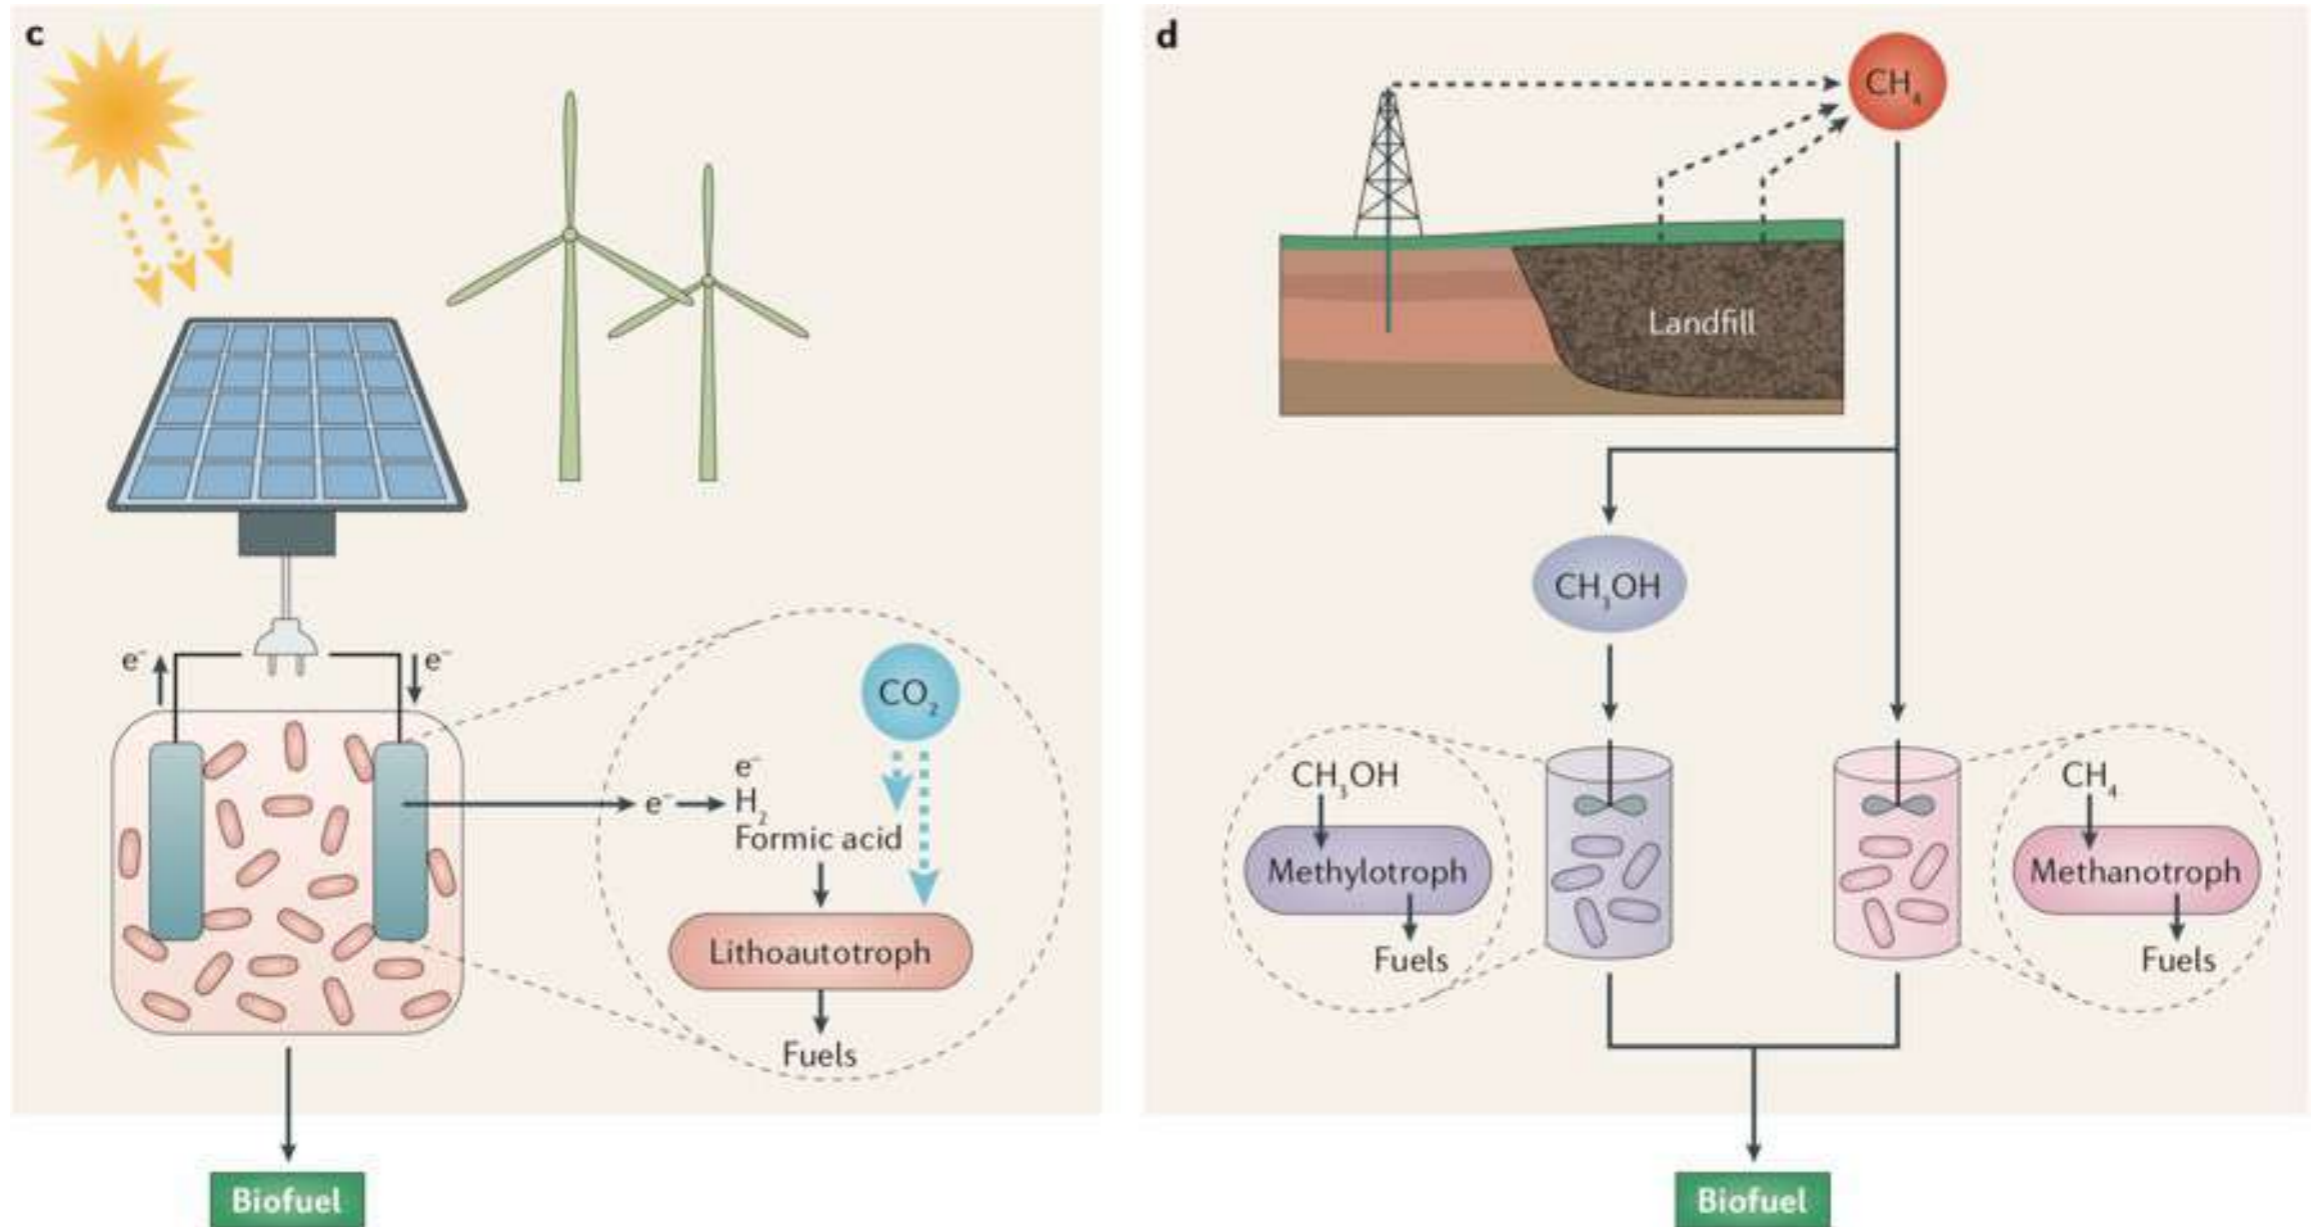 c
e⁻
e⁻
CO₂
e⁻
e⁻
H₂
Formic acid
Lithoautotroph
Fuels
Biofuel
d
CH₄
Landfill
CH₃OH
CH₃OH
Methylotroph
Fuels
CH₄
Methanotroph
Fuels
Biofuel